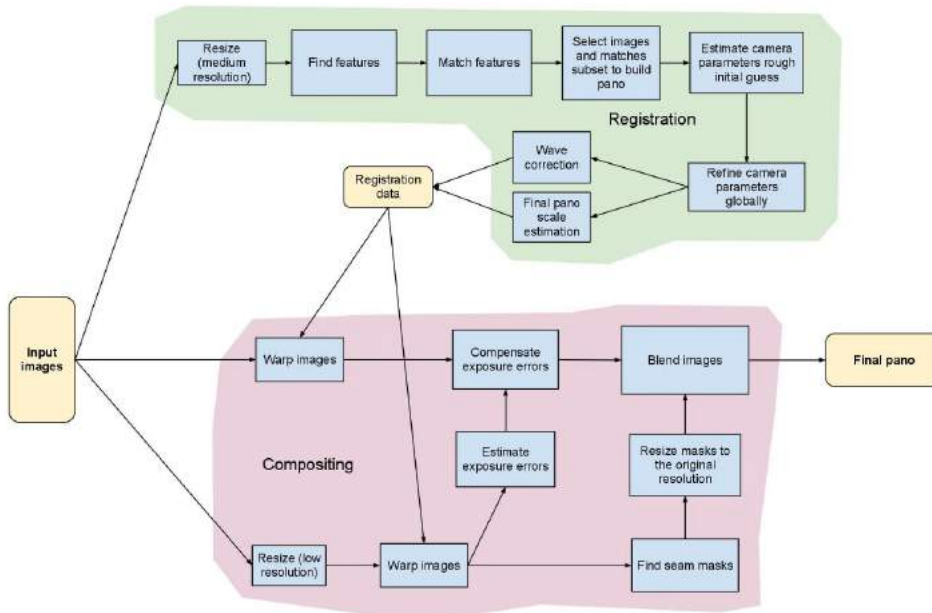 Resize
(medium
resolution)
Find features
Match features
Select images
and matches
subset to build
pano
Estimate camera
parameters rough
initial guess
Registration
Wave
correction
Refine camera
parameters
globally
Registration
data
Final pano
scale
estimation
Input
images
Warp images
Compensate
exposure errors
Blend images
Final pano
Compositing
Estimate
exposure errors
Resize masks to
the original
resolution
Resize (low
resolution)
Warp images
Find seam masks